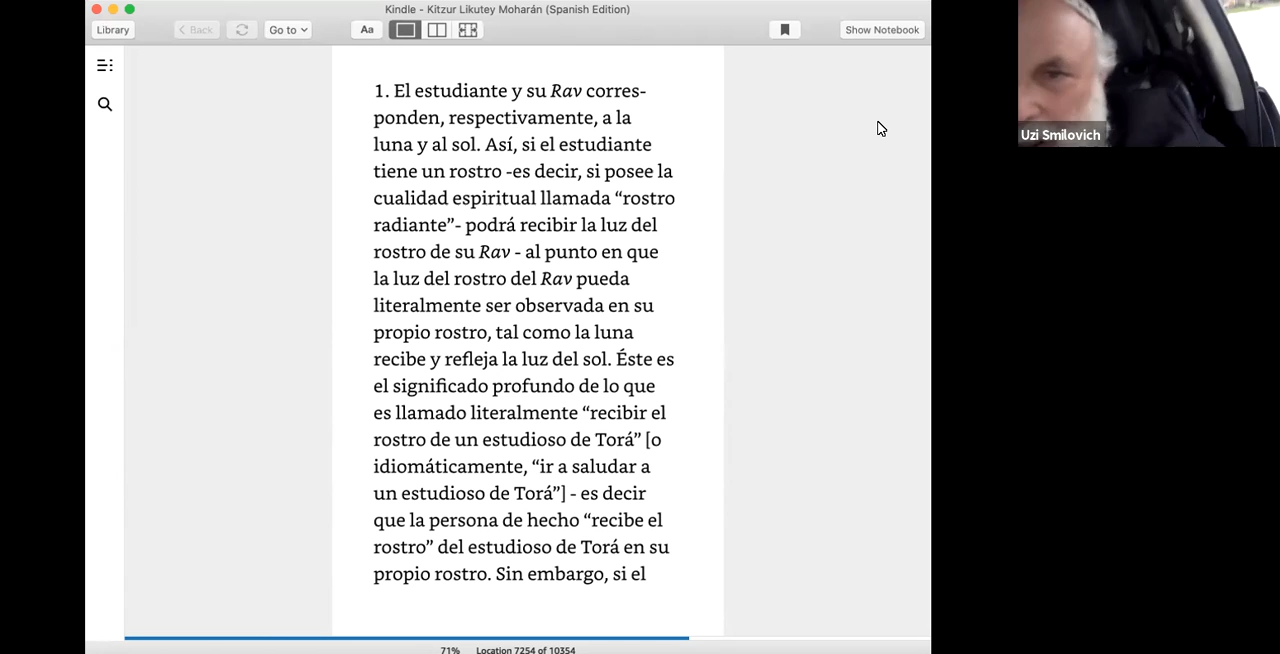 Kindle - Kitzur Likutey Moharán (Spanish Edition)
Library
Back
Go to
Aa
Show Notebook
1. El estudiante y su Rav corres-
ponden, respectivamente, a la
luna y al sol. Así, si el estudiante
tiene un rostro -es decir, si posee la
cualidad espiritual llamada “rostro
radiante”- podrá recibir la luz del
rostro de su Rav - al punto en que
la luz del rostro del Rav pueda
literalmente ser observada en su
propio rostro, tal como la luna
recibe y refleja la luz del sol. Éste es
el significado profundo de lo que
es llamado literalmente “recibir el
rostro de un estudioso de Torá” [o
idiomáticamente, “ir a saludar a
un estudioso de Torá”] - es decir
que la persona de hecho “recibe el
rostro” del estudioso de Torá en su
propio rostro. Sin embargo, si el
71% Location 7254 of 10354
Uzi Smilovich